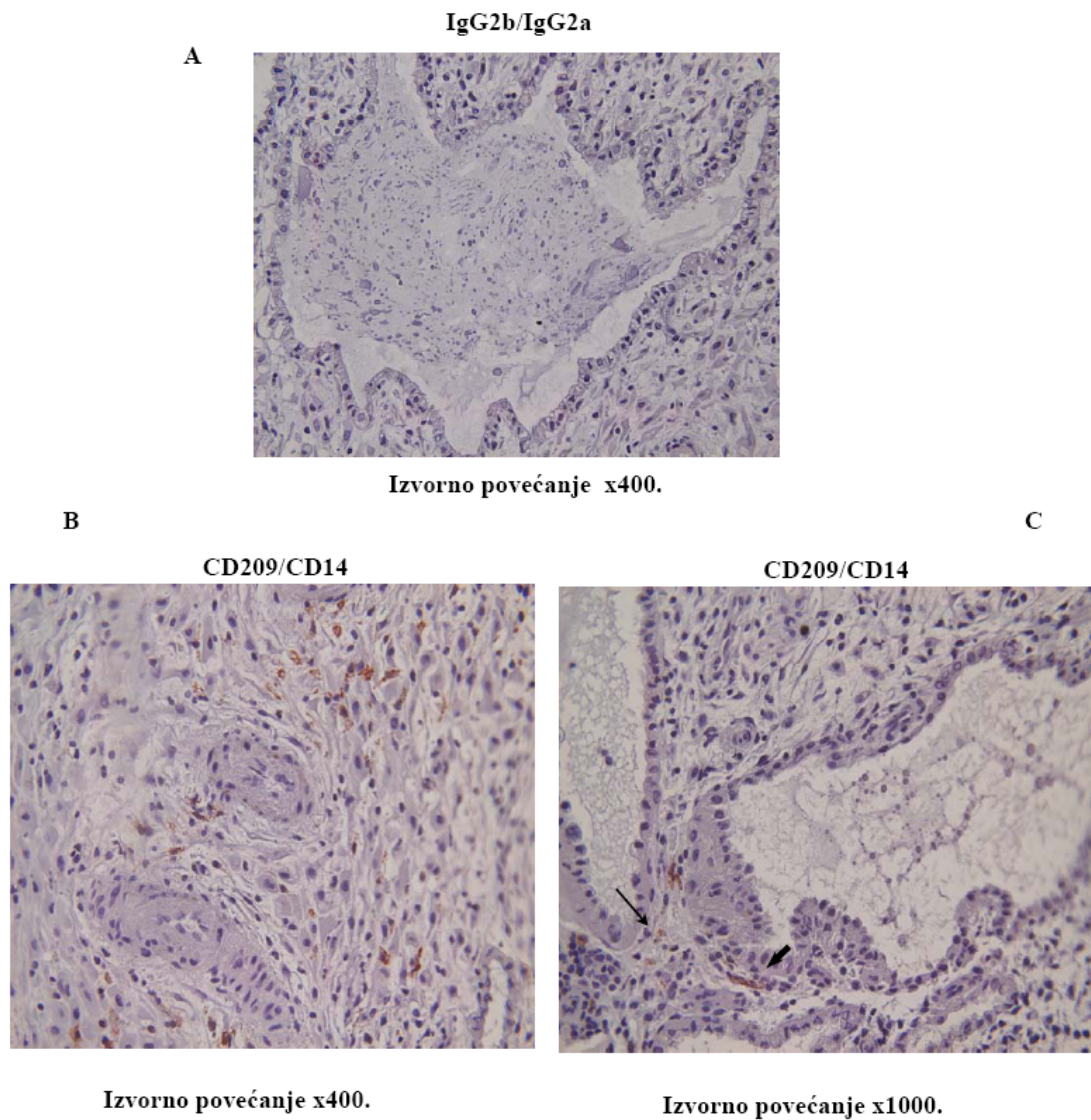 IgG2b/IgG2a
A
Izvorno povećanje x400.
B
C
CD209/CD14
CD209/CD14
Izvorno povećanje x400.
Izvorno povećanje x1000.